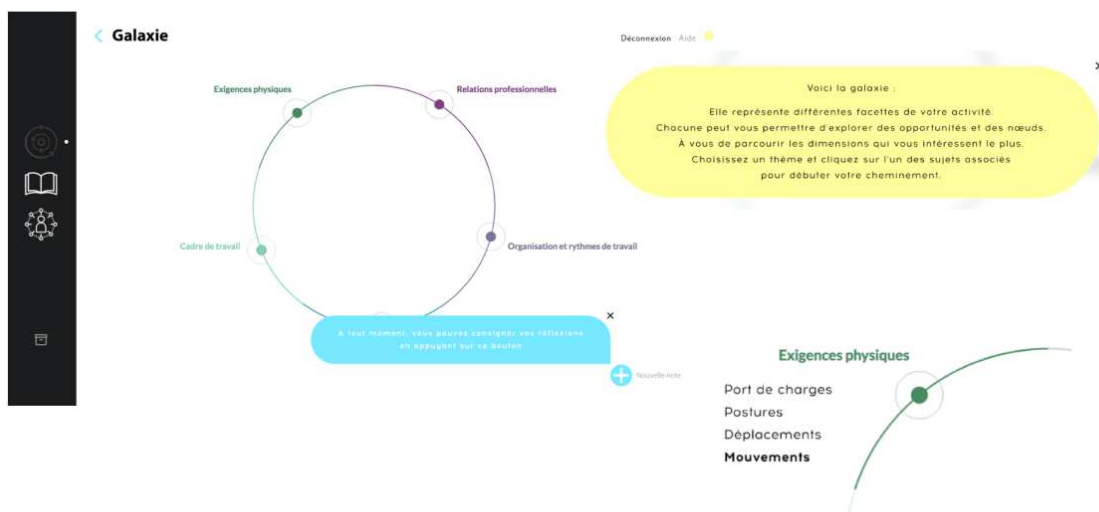 Galaxie
Déconnexion Aide
Exigences physiques
Relations professionnelles
Cadre de travail
Organisation et rythmes de travail
A tout moment, vous pouvez consigner vos réflexions
en appuyant sur ce bouton
Nouvelle note
Voici la galaxie :
Elle représente différentes facettes de votre activité.
Chacune peut vous permettre d'explorer des opportunités et des nœuds.
À vous de parcourir les dimensions qui vous intéressent le plus.
Choisissez un thème et cliquez sur l'un des sujets associés
pour débuter votre cheminement.
Exigences physiques
Port de charges
Postures
Déplacements
Mouvements